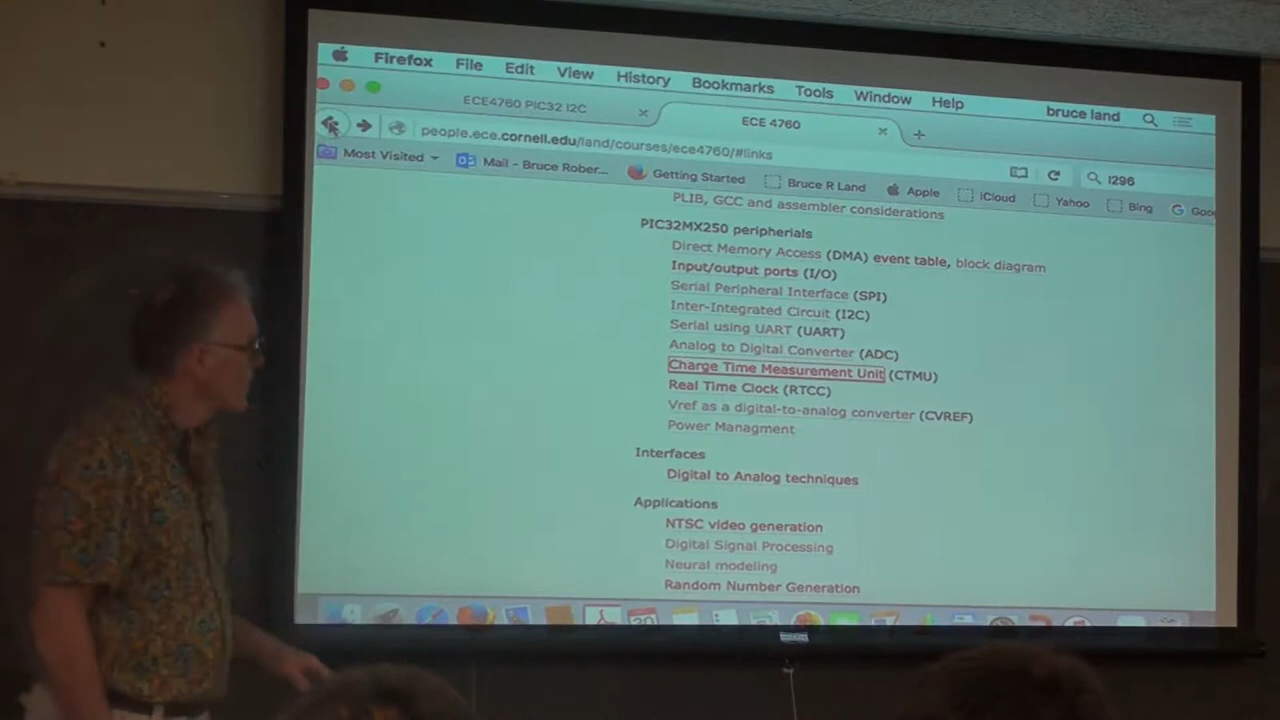 Firefox File Edit View History Bookmarks Tools Window Help bruce land
ECE4760 PIC32 I2C
ECE 4760
people.ece.cornell.edu/land/courses/ece4760/#links
1296
Most Visited
Mail - Bruce Rober...
Getting Started
Bruce R Land
Apple
iCloud
Yahoo
Bing
Goo
PLIB, GCC and assembler considerations
PIC32MX250 peripherials
Direct Memory Access (DMA) event table, block diagram
Input/output ports (I/O)
Serial Peripheral Interface (SPI)
Inter-Integrated Circuit (I2C)
Serial using UART (UART)
Analog to Digital Converter (ADC)
Charge Time Measurement Unit (CTMU)
Real Time Clock (RTCC)
Vref as a digital-to-analog converter (CVREF)
Power Managment
Interfaces
Digital to Analog techniques
Applications
NTSC video generation
Digital Signal Processing
Neural modeling
Random Number Generation